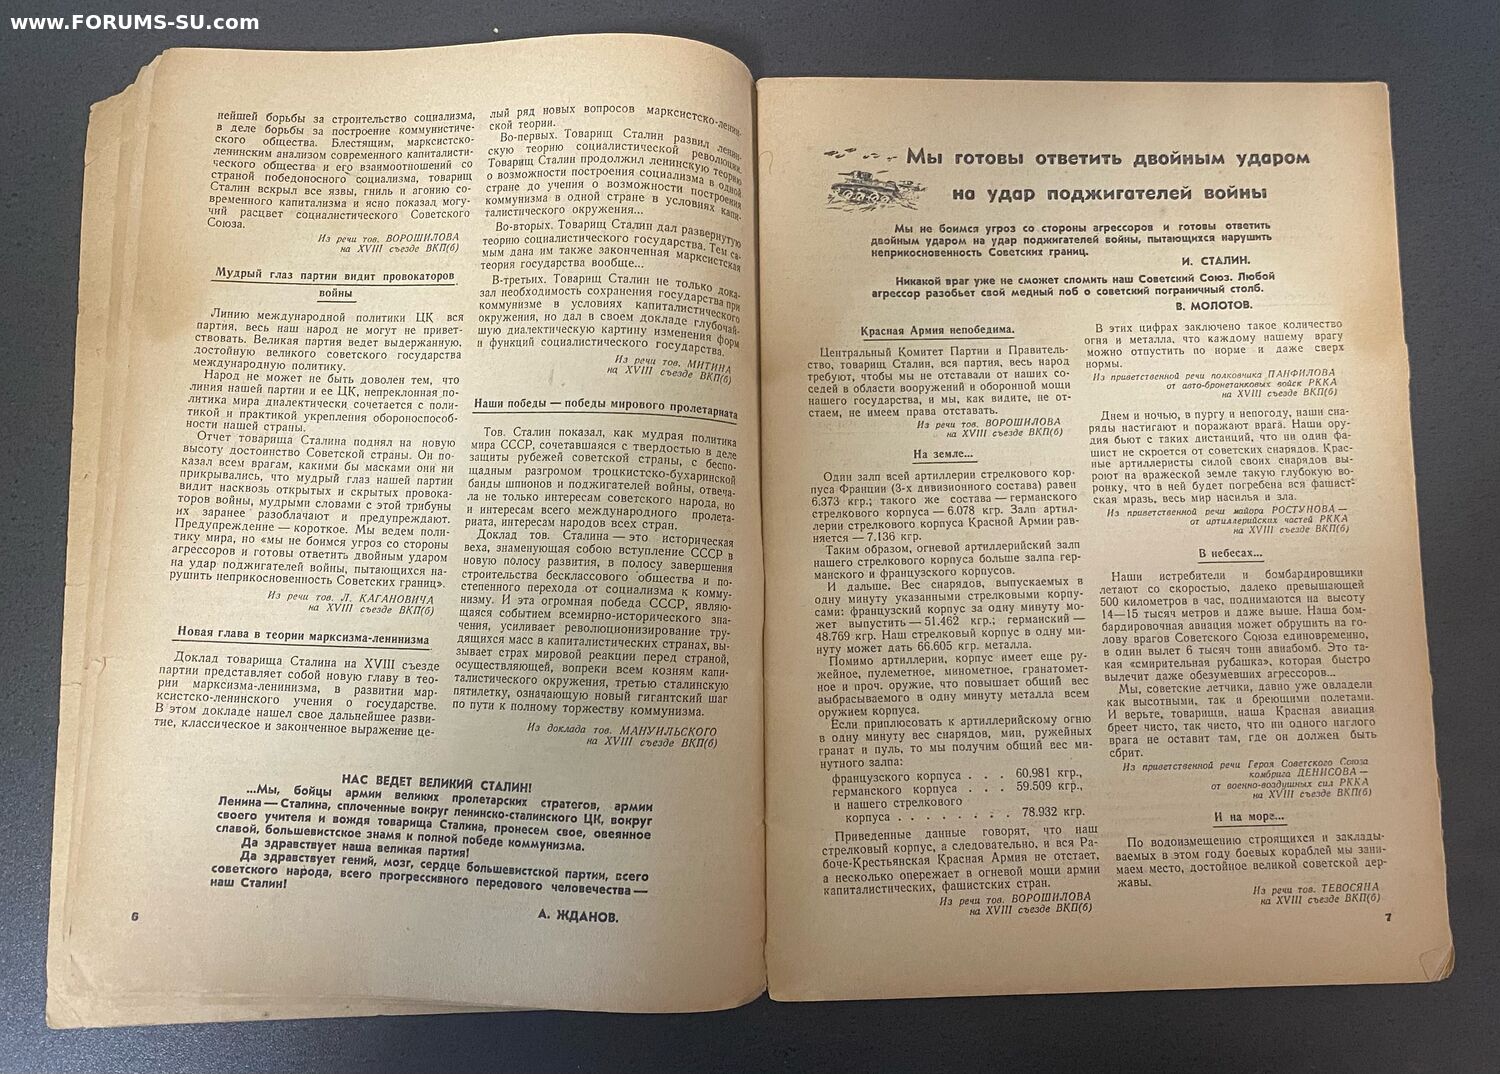 www.FORUMS-SU.com
нейшей борьбы за строительство социализма,
в деле борьбы за построение коммунистиче-
ского общества. Блестящим, марксистско-
ленинским анализом современного капиталисти-
ческого общества и его взаимоотношений со
страной победоносного социализма, товарищ
Сталин вскрыл все язвы, гниль и агонию со-
временного капитализма и ясно показал могу-
чий расцвет социалистического Советского
Союза.
Из речи тов. ВОРОШИЛОВА
на XVIII съезде ВКП(б)
Мудрый глаз партии видит провокаторов
войны
Линию международной политики ЦК вся
партия, весь наш народ не могут не привет-
ствовать. Великая партия ведет выдержанную,
достойную великого советского государства
международную политику.
Народ не может не быть доволен тем, что
линия нашей партии и ее ЦК, непреклонная по-
литика мира диалектически сочетается с поли-
тикой и практикой укрепления обороноспособ-
ности нашей страны.
Отчет товарища Сталина поднял на новую
высоту достоинство Советской страны. Он по-
казал всем врагам, какими бы масками они ни
прикрывались, что мудрый глаз нашей партии
видит насквозь открытых и скрытых провока-
торов войны, мудрыми словами с этой трибуны
их заранее разоблачают и предупреждают.
Предупреждение — короткое. Мы ведем поли-
тику мира, но «мы не боимся угроз со стороны
агрессоров и готовы ответить двойным ударом
на удар поджигателей войны, пытающихся на-
рушить неприкосновенность Советских границ».
Из речи тов. Л. КАГАНОВИЧА
на XVIII съезде ВКП(б)
Новая глава в теории марксизма-ленинизма
Доклад товарища Сталина на XVIII съезде
партии представляет собой новую главу в тео-
рии марксизма-ленинизма, в развитии мар-
ксистско-ленинского учения о государстве.
В этом докладе нашел свое дальнейшее разви-
тие, классическое и законченное выражение це-
лый ряд новых вопросов марксистско-ленин-
ской теории.
Во-первых. Товарищ Сталин развил ленин-
скую теорию социалистической революции.
Товарищ Сталин продолжил ленинскую теорию
о возможности построения социализма в одной
стране до учения о возможности построения
коммунизма в одной стране в условиях капи-
талистического окружения...
Во-вторых. Товарищ Сталин дал развернутую
теорию социалистического государства. Тем са-
мым дана им также законченная марксистская
теория государства вообще...
В-третьих. Товарищ Сталин не только дока-
зал необходимость сохранения государства при
коммунизме в условиях капиталистического
окружения, но дал в своем докладе глубочай-
шую диалектическую картину изменения форм
и функций социалистического государства.
Из речи тов. МИТИНА
на XVIII съезде ВКП(б)
Наши победы — победы мирового пролетариата
Тов. Сталин показал, как мудрая политика
мира СССР, сочетавшаяся с твердостью в деле
защиты рубежей советской страны, с беспо-
щадным разгромом троцкистско-бухаринской
банды шпионов и поджигателей войны, отвеча-
ла не только интересам советского народа, но
и интересам всего международного пролета-
риата, интересам народов всех стран.
Доклад тов. Сталина — это историческая
веха, знаменующая собою вступление СССР в
новую полосу развития, в полосу завершения
строительства бесклассового общества и по-
степенного перехода от социализма к комму-
низму. И эта огромная победа СССР, являю-
щаяся событием всемирно-исторического зна-
чения, усиливает революционизирование тру-
дящихся масс в капиталистических странах, вы-
зывает страх мировой реакции перед страной,
осуществляющей, вопреки всем козням капи-
талистического окружения, третью сталинскую
пятилетку, означающую новый гигантский шаг
по пути к полному торжеству коммунизма.
Из доклада тов. МАНУИЛЬСКОГО
на XVIII съезде ВКП(б)
НАС ВЕДЕТ ВЕЛИКИЙ СТАЛИН!
...Мы, бойцы армии великих пролетарских стратегов, армии
Ленина — Сталина, сплоченные вокруг ленинско-сталинского ЦК, вокруг
своего учителя и вождя товарища Сталина, пронесем свое, овеянное
славой, большевистское знамя к полной победе коммунизма.
Да здравствует наша великая партия!
Да здравствует гений, мозг, сердце большевистской партии, всего
советского народа, всего прогрессивного передового человечества —
наш Сталин!
А. ЖДАНОВ.
6
Мы готовы ответить двойным ударом
на удар поджигателей войны
Мы не боимся угроз со стороны агрессоров и готовы ответить
двойным ударом на удар поджигателей войны, пытающихся нарушить
неприкосновенность Советских границ.
И. СТАЛИН.
Никакой враг уже не сможет сломить наш Советский Союз. Любой
агрессор разобьет свой медный лоб о советский пограничный столб.
В. МОЛОТОВ.
Красная Армия непобедима.
Центральный Комитет Партии и Правитель-
ство, товарищ Сталин, вся партия, весь народ
требуют, чтобы мы не отставали от наших со-
седей в области вооружений и оборонной мощи
нашего государства, и мы, как видите, не от-
стаем, не имеем права отставать.
Из речи тов. ВОРОШИЛОВА
на XVIII съезде ВКП(б)
На земле...
Один залп всей артиллерии стрелкового кор-
пуса Франции (3-х дивизионного состава) равен
6.373 кгр.; такого же состава — германского
стрелкового корпуса — 6.078 кгр. Залп артил-
лерии стрелкового корпуса Красной Армии рав-
няется — 7.136 кгр.
Таким образом, огневой артиллерийский залп
нашего стрелкового корпуса больше залпа гер-
манского и французского корпусов.
И дальше. Вес снарядов, выпускаемых в
одну минуту указанными стрелковыми корпу-
сами: французский корпус за одну минуту мо-
жет выпустить — 51.462 кгр.; германский —
48.769 кгр. Наш стрелковый корпус в одну ми-
нуту может дать 66.605 кгр. металла.
Помимо артиллерии, корпус имеет еще ру-
жейное, пулеметное, минометное, гранатомет-
ное и проч. оружие, что повышает общий вес
выбрасываемого в одну минуту металла всем
оружием корпуса.
Если приплюсовать к артиллерийскому огню
в одну минуту вес снарядов, мин, ружейных
гранат и пуль, то мы получим общий вес ми-
нутного залпа:
французского корпуса . . . 60.981 кгр.,
германского корпуса . . . 59.509 кгр.,
и нашего стрелкового
корпуса . . . . . . . . 78.932 кгр.
Приведенные данные говорят, что наш
стрелковый корпус, а следовательно, и вся Ра-
боче-Крестьянская Красная Армия не отстает,
а несколько опережает в огневой мощи армии
капиталистических, фашистских стран.
Из речи тов. ВОРОШИЛОВА
на XVIII съезде ВКП(б)
В этих цифрах заключено такое количество
огня и металла, что каждому нашему врагу
можно отпустить по норме и даже сверх
нормы.
Из приветственной речи полковника ПАНФИЛОВА
от авто-бронетанковых войск РККА
на XVIII съезде ВКП(б)
Днем и ночью, в пургу и непогоду, наши сна-
ряды настигают и поражают врага. Наши ору-
дия бьют с таких дистанций, что ни один фа-
шист не скроется от советских снарядов. Крас-
ные артиллеристы силой своих снарядов вы-
роют на вражеской земле такую глубокую во-
ронку, что в ней будет погребена вся фашист-
ская мразь, весь мир насилья и зла.
Из приветственной речи майора РОСТУНОВА —
от артиллерийских частей РККА
на XVIII съезде ВКП(б)
В небесах...
Наши истребители и бомбардировщики
летают со скоростью, далеко превышающей
500 километров в час, поднимаются на высоту
14—15 тысяч метров и даже выше. Наша бом-
бардировочная авиация может обрушить на го-
лову врагов Советского Союза единовременно,
в один вылет 6 тысяч тонн авиабомб. Это та-
кая «смирительная рубашка», которая быстро
вылечит даже обезумевших агрессоров...
Мы, советские летчики, давно уже овладели
как высотными, так и бреющими полетами.
И верьте, товарищи, наша Красная авиация
бреет чисто, так чисто, что ни одного наглого
врага не оставит там, где он должен быть
сбрит.
Из приветственной речи Героя Советского Союза
комбрига ДЕНИСОВА —
от военно-воздушных сил РККА
на XVIII съезде ВКП(б)
И на море...
По водоизмещению строящихся и заклады-
ваемых в этом году боевых кораблей мы зани-
маем место, достойное великой советской дер-
жавы.
Из речи тов. ТЕВОСЯНА
на XVIII съезде ВКП(б)
7